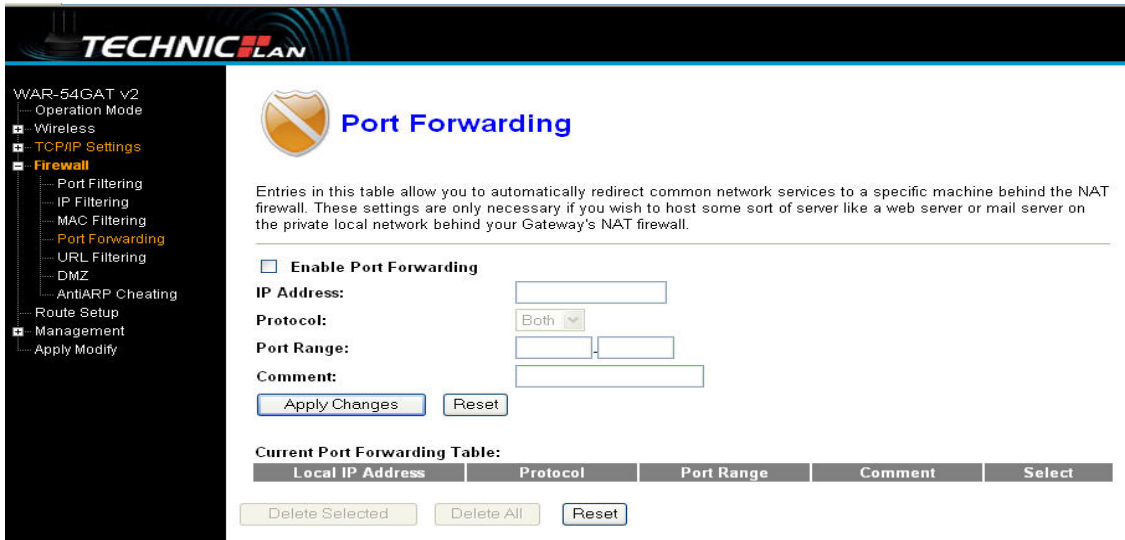 TECHNIC LAN
WAR-54GAT v2
Operation Mode
Wireless
TCP/IP Settings
Firewall
Port Filtering
IP Filtering
MAC Filtering
Port Forwarding
URL Filtering
DMZ
AntiARP Cheating
Route Setup
Management
Apply Modify
Port Forwarding
Entries in this table allow you to automatically redirect common network services to a specific machine behind the NAT
firewall. These settings are only necessary if you wish to host some sort of server like a web server or mail server on
the private local network behind your Gateway's NAT firewall.
Enable Port Forwarding
IP Address:
Protocol: Both
Port Range: -
Comment:
Apply Changes Reset
Current Port Forwarding Table:
Local IP Address Protocol Port Range Comment Select
Delete Selected Delete All Reset